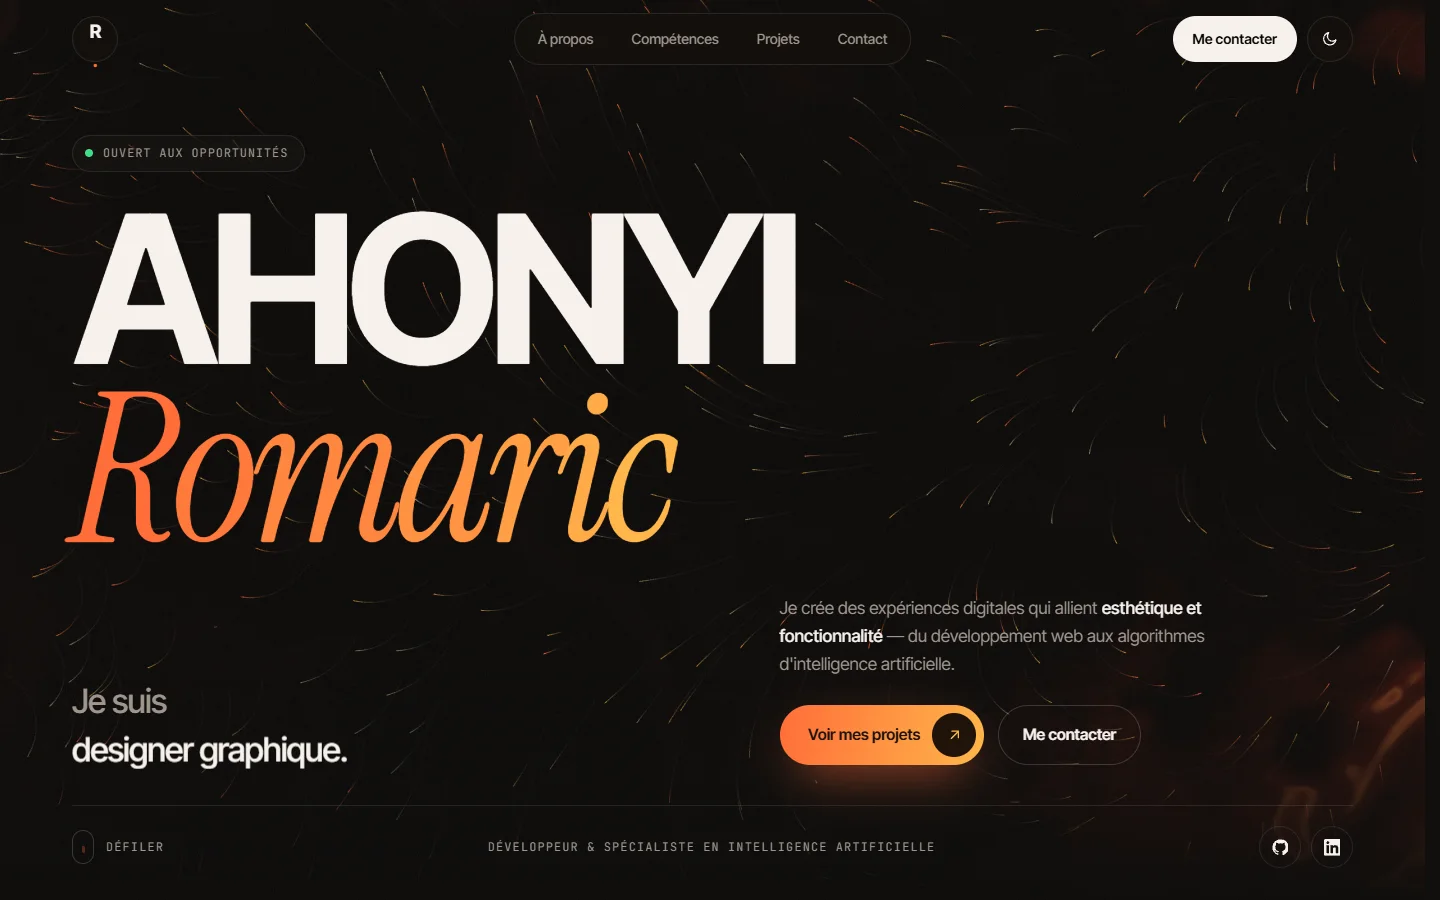 R
À propos
Compétences
Projets
Contact
Me contacter
OUVERT AUX OPPORTUNITÉS
AHONYI
Romaric
Je crée des expériences digitales qui allient esthétique et
fonctionnalité — du développement web aux algorithmes
d'intelligence artificielle.
Je suis
designer graphique.
Voir mes projets
Me contacter
DÉFILER
DÉVELOPPEUR & SPÉCIALISTE EN INTELLIGENCE ARTIFICIELLE
in